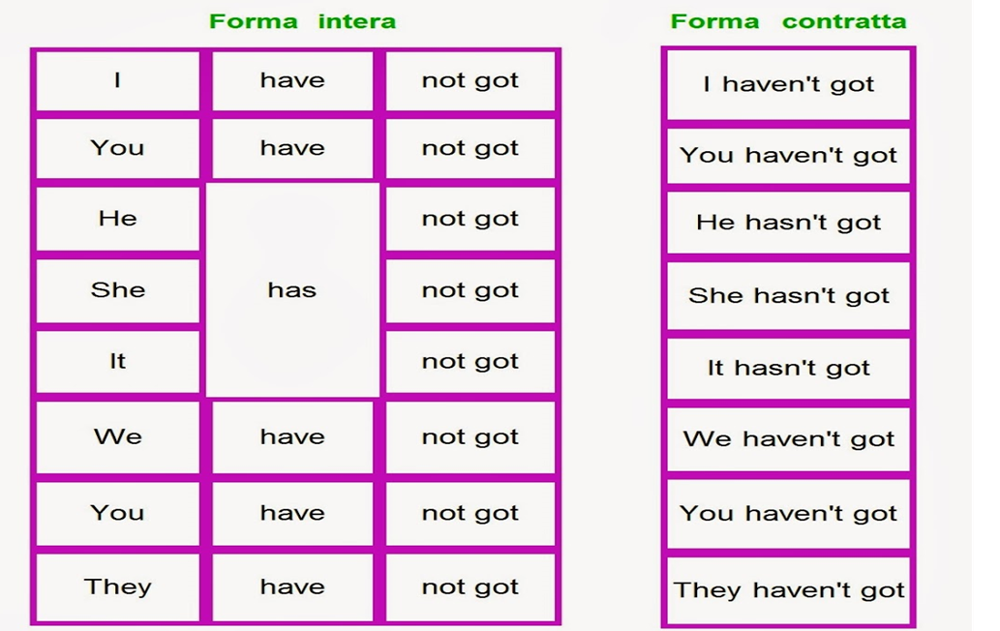 Forma intera
Forma contratta
I have not got
I haven't got
You have not got
You haven't got
He not got
He hasn't got
She has not got
She hasn't got
It not got
It hasn't got
We have not got
We haven't got
You have not got
You haven't got
They have not got
They haven't got